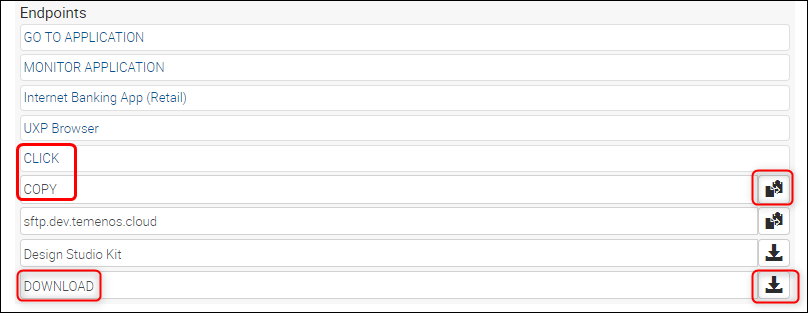 Endpoints
GO TO APPLICATION
MONITOR APPLICATION
Internet Banking App (Retail)
UXP Browser
CLICK
COPY
sftp.dev.temenos.cloud
Design Studio Kit
DOWNLOAD